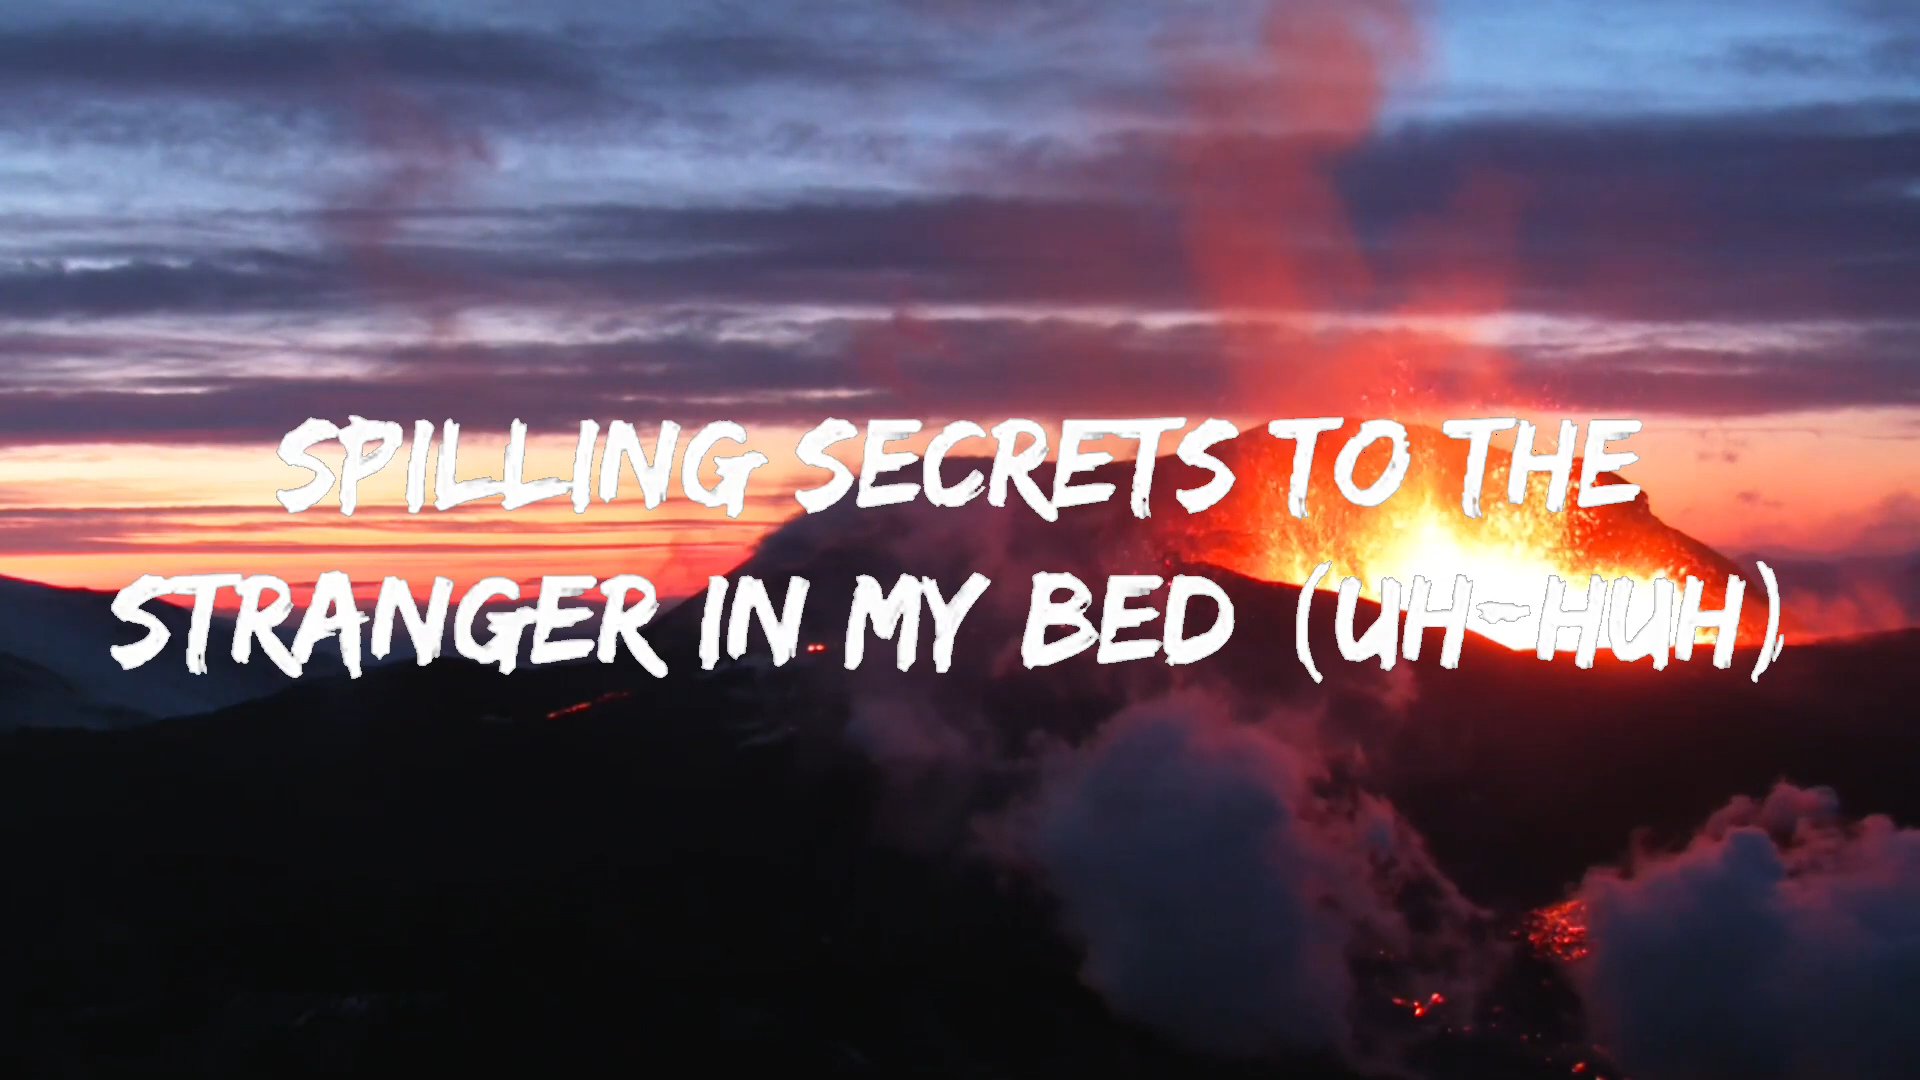 SPILLING SECRETS TO THE
STRANGER IN MY BED (UH-HUH)